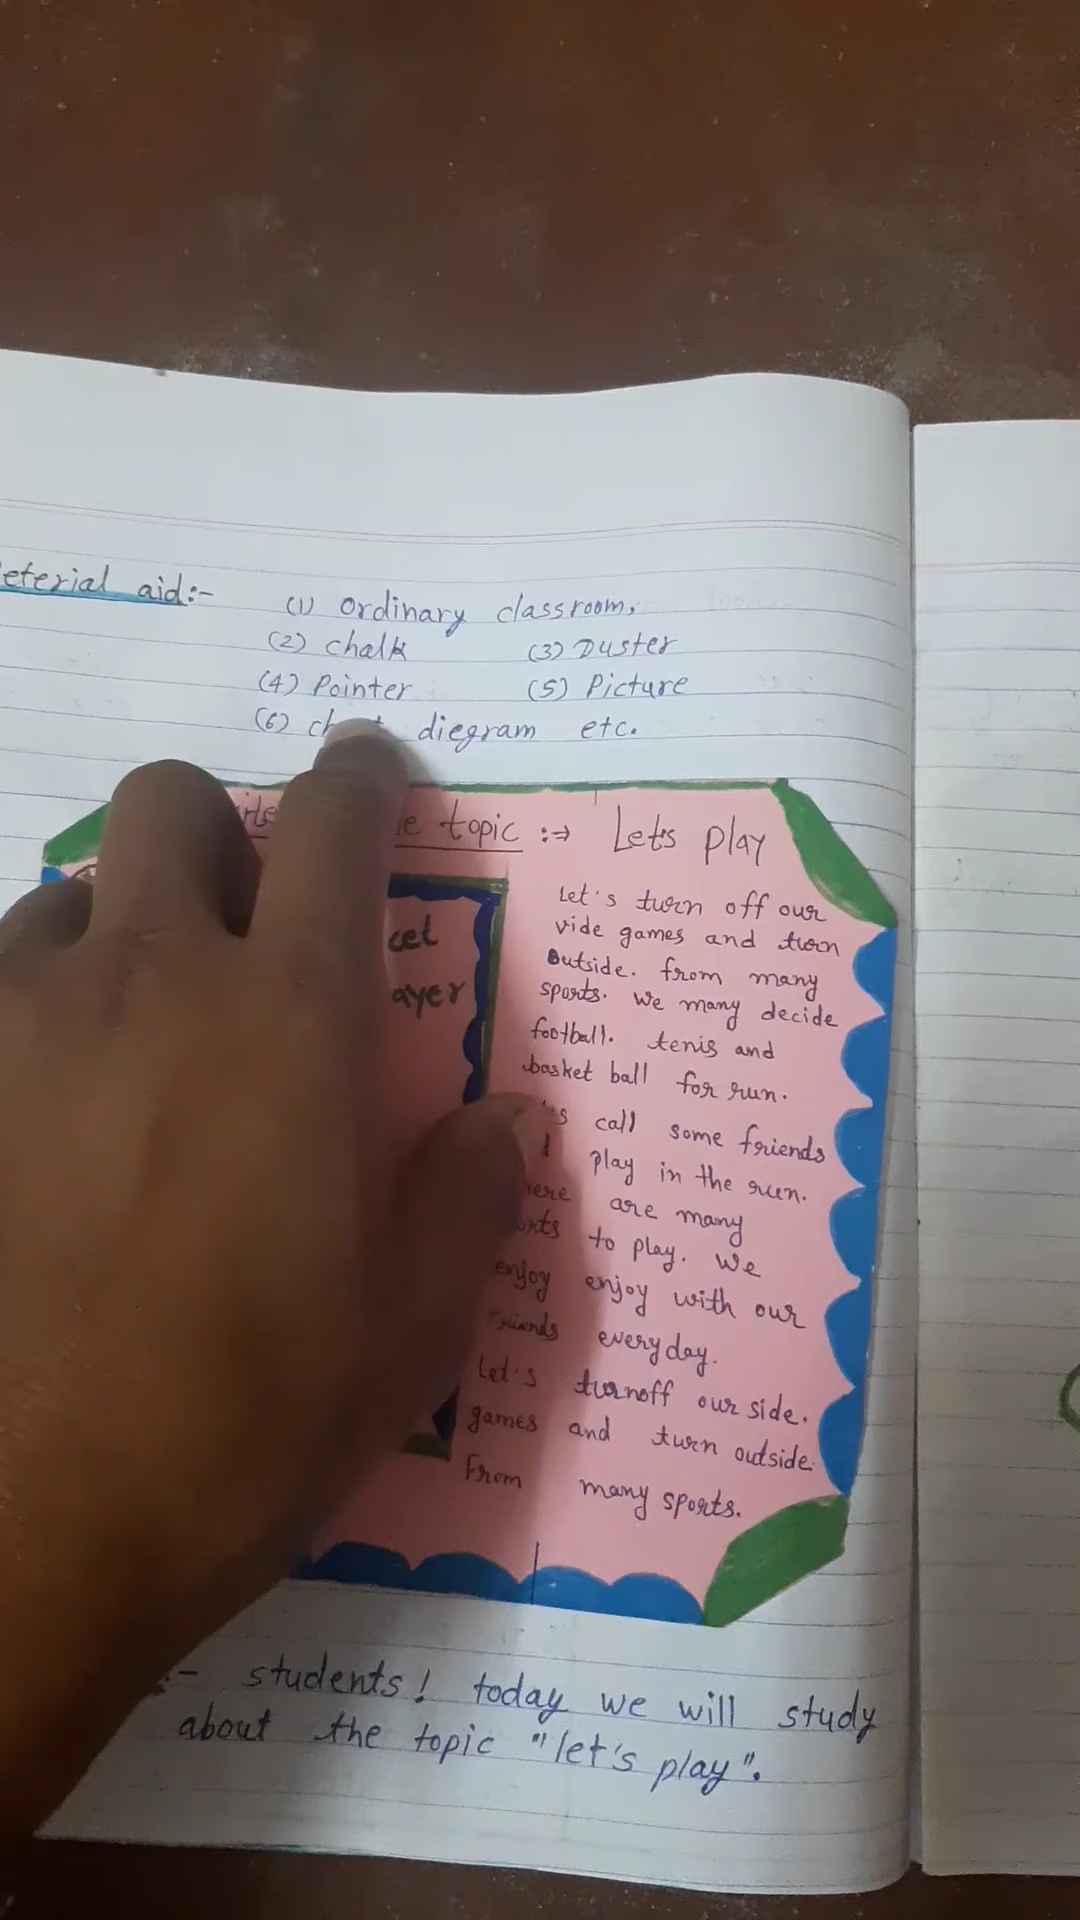 eterial aid:-
(1) ordinary classroom,
(2) chalk (3) Duster
(4) Pointer (5) Picture
(6) diegram etc.
topic :⇒ Let's play
Let's turn off our
vide games and turn
outside. from many
sports. We many decide
football. tenis and
basket ball for run.
call some friends
play in the run.
are many
to play. We
enjoy enjoy with our
friends everyday.
Let's turnoff our side.
games and turn outside.
From many sports.
cet
ayer
:- students! today we will study
about the topic "let's play".